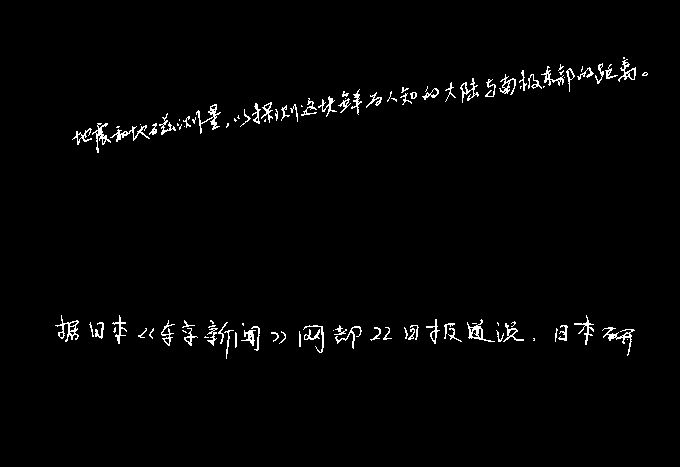 地震和地磁测量,以探测这块鲜为人知的大陆与南极东部的距离。
据日本《东京新闻》网部22日报道说,日本研